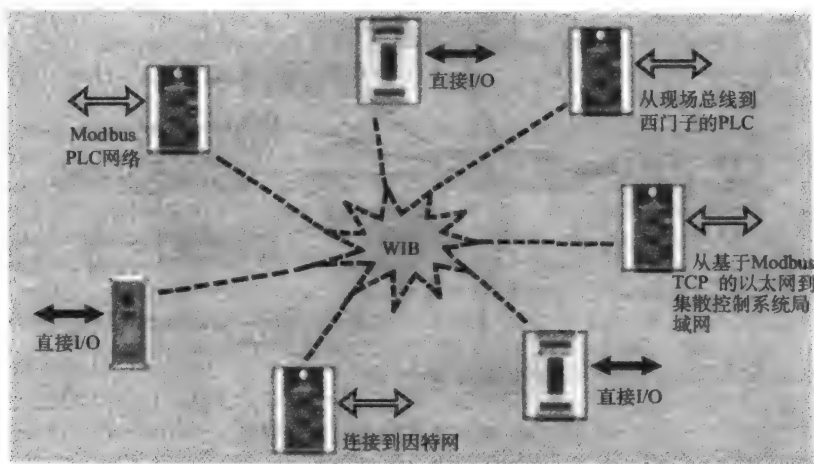 直接I/O
从现场总线到
西门子的PLC
Modbus
PLC网络
WIB
从基于Modbus
TCP 的以太网到
集散控制系统局
域网
直接I/O
直接I/O
连接到因特网